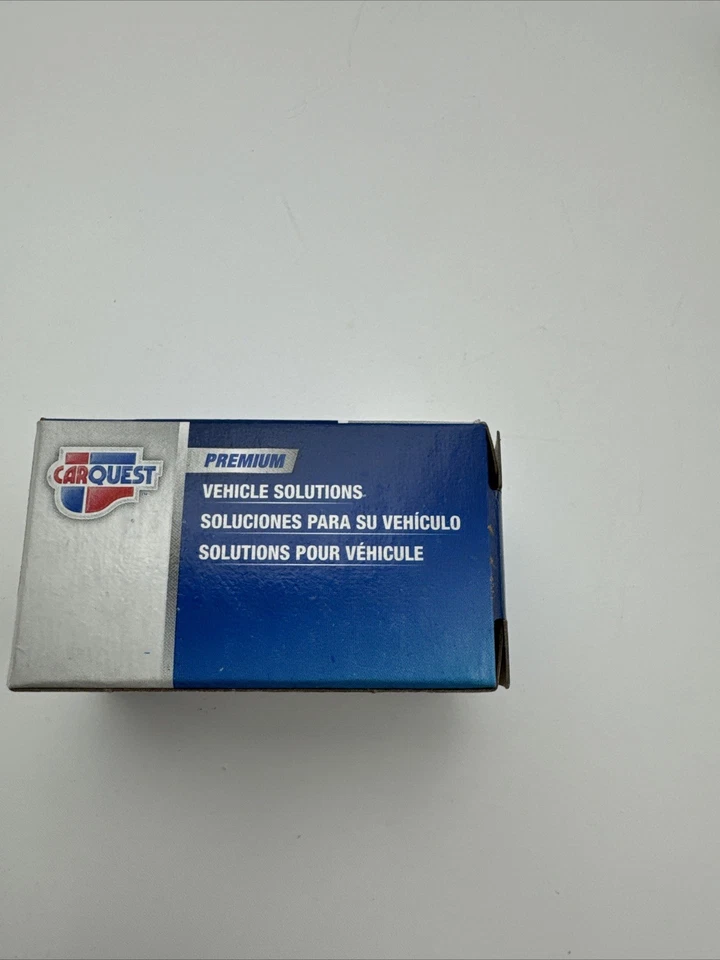 CARQUEST
PREMIUM
VEHICLE SOLUTIONS
SOLUCIONES PARA SU VEHÍCULO
SOLUTIONS POUR VÉHICULE